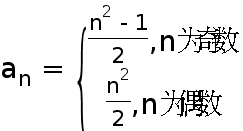 aₙ = { (n² - 1)/2 , n为奇数
n²/2 , n为偶数